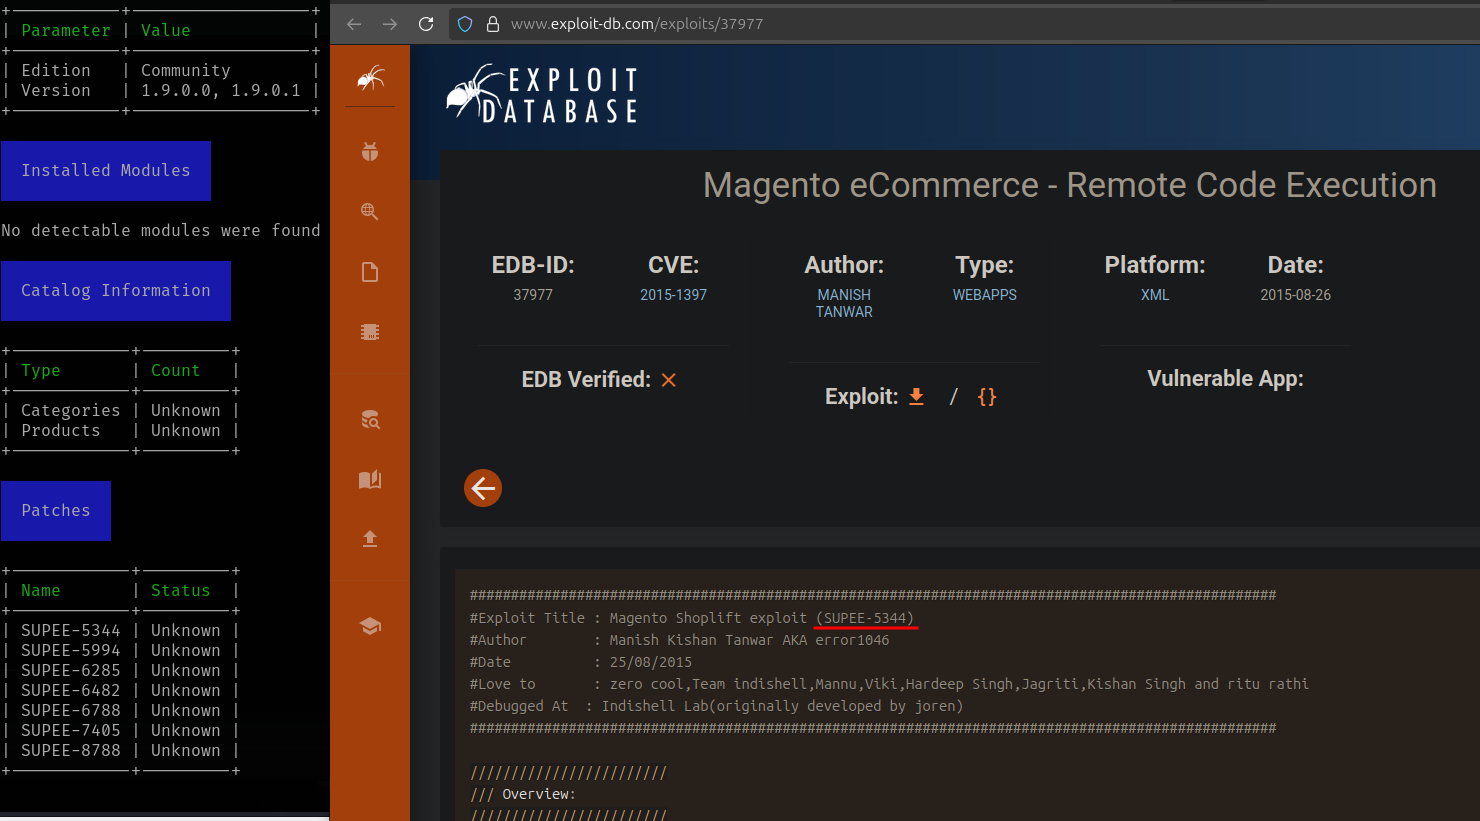 | Parameter | Value |
| Edition | Community |
| Version | 1.9.0.0, 1.9.0.1 |
Installed Modules
No detectable modules were found
Catalog Information
| Type | Count |
| Categories | Unknown |
| Products | Unknown |
Patches
| Name | Status |
| SUPEE-5344 | Unknown |
| SUPEE-5994 | Unknown |
| SUPEE-6285 | Unknown |
| SUPEE-6482 | Unknown |
| SUPEE-6788 | Unknown |
| SUPEE-7405 | Unknown |
| SUPEE-8788 | Unknown |
www.exploit-db.com/exploits/37977
EXPLOIT
DATABASE
Magento eCommerce - Remote Code Execution
EDB-ID:
37977
CVE:
2015-1397
Author:
MANISH
TANWAR
Type:
WEBAPPS
Platform:
XML
Date:
2015-08-26
EDB Verified:
Exploit: / {}
Vulnerable App:
#################################################################################################
#Exploit Title : Magento Shoplift exploit (SUPEE-5344)
#Author : Manish Kishan Tanwar AKA error1046
#Date : 25/08/2015
#Love to : zero cool,Team indishell,Mannu,Viki,Hardeep Singh,Jagriti,Kishan Singh and ritu rathi
#Debugged At : Indishell Lab(originally developed by joren)
#################################################################################################
////////////////////////
/// Overview:
////////////////////////